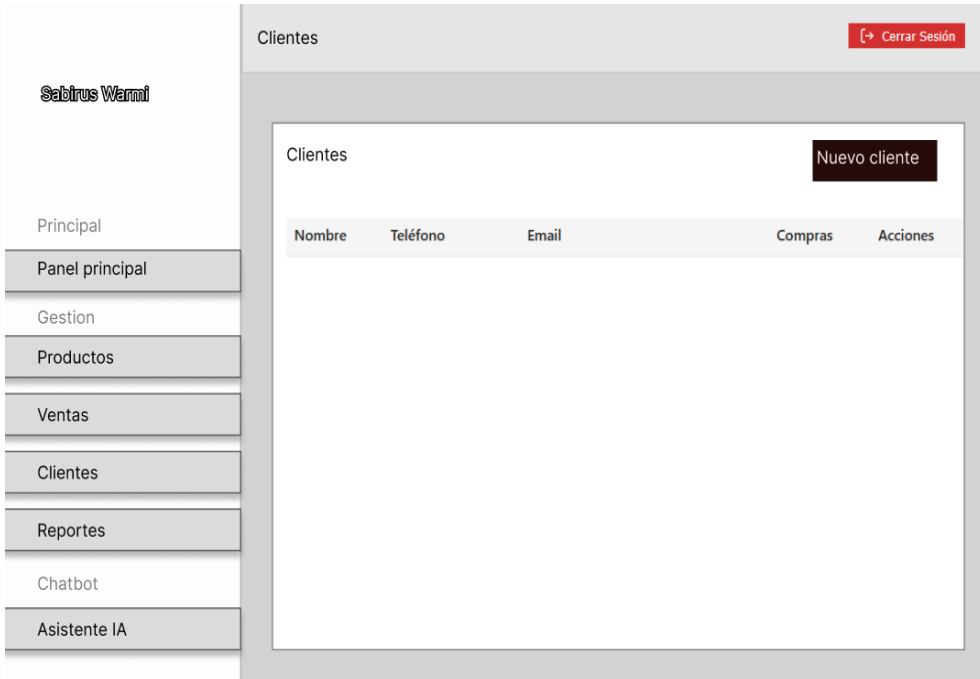 Sabirus Warmi
Principal
Panel principal
Gestion
Productos
Ventas
Clientes
Reportes
Chatbot
Asistente IA
Clientes
Cerrar Sesión
Clientes
Nuevo cliente
Nombre Teléfono Email Compras Acciones